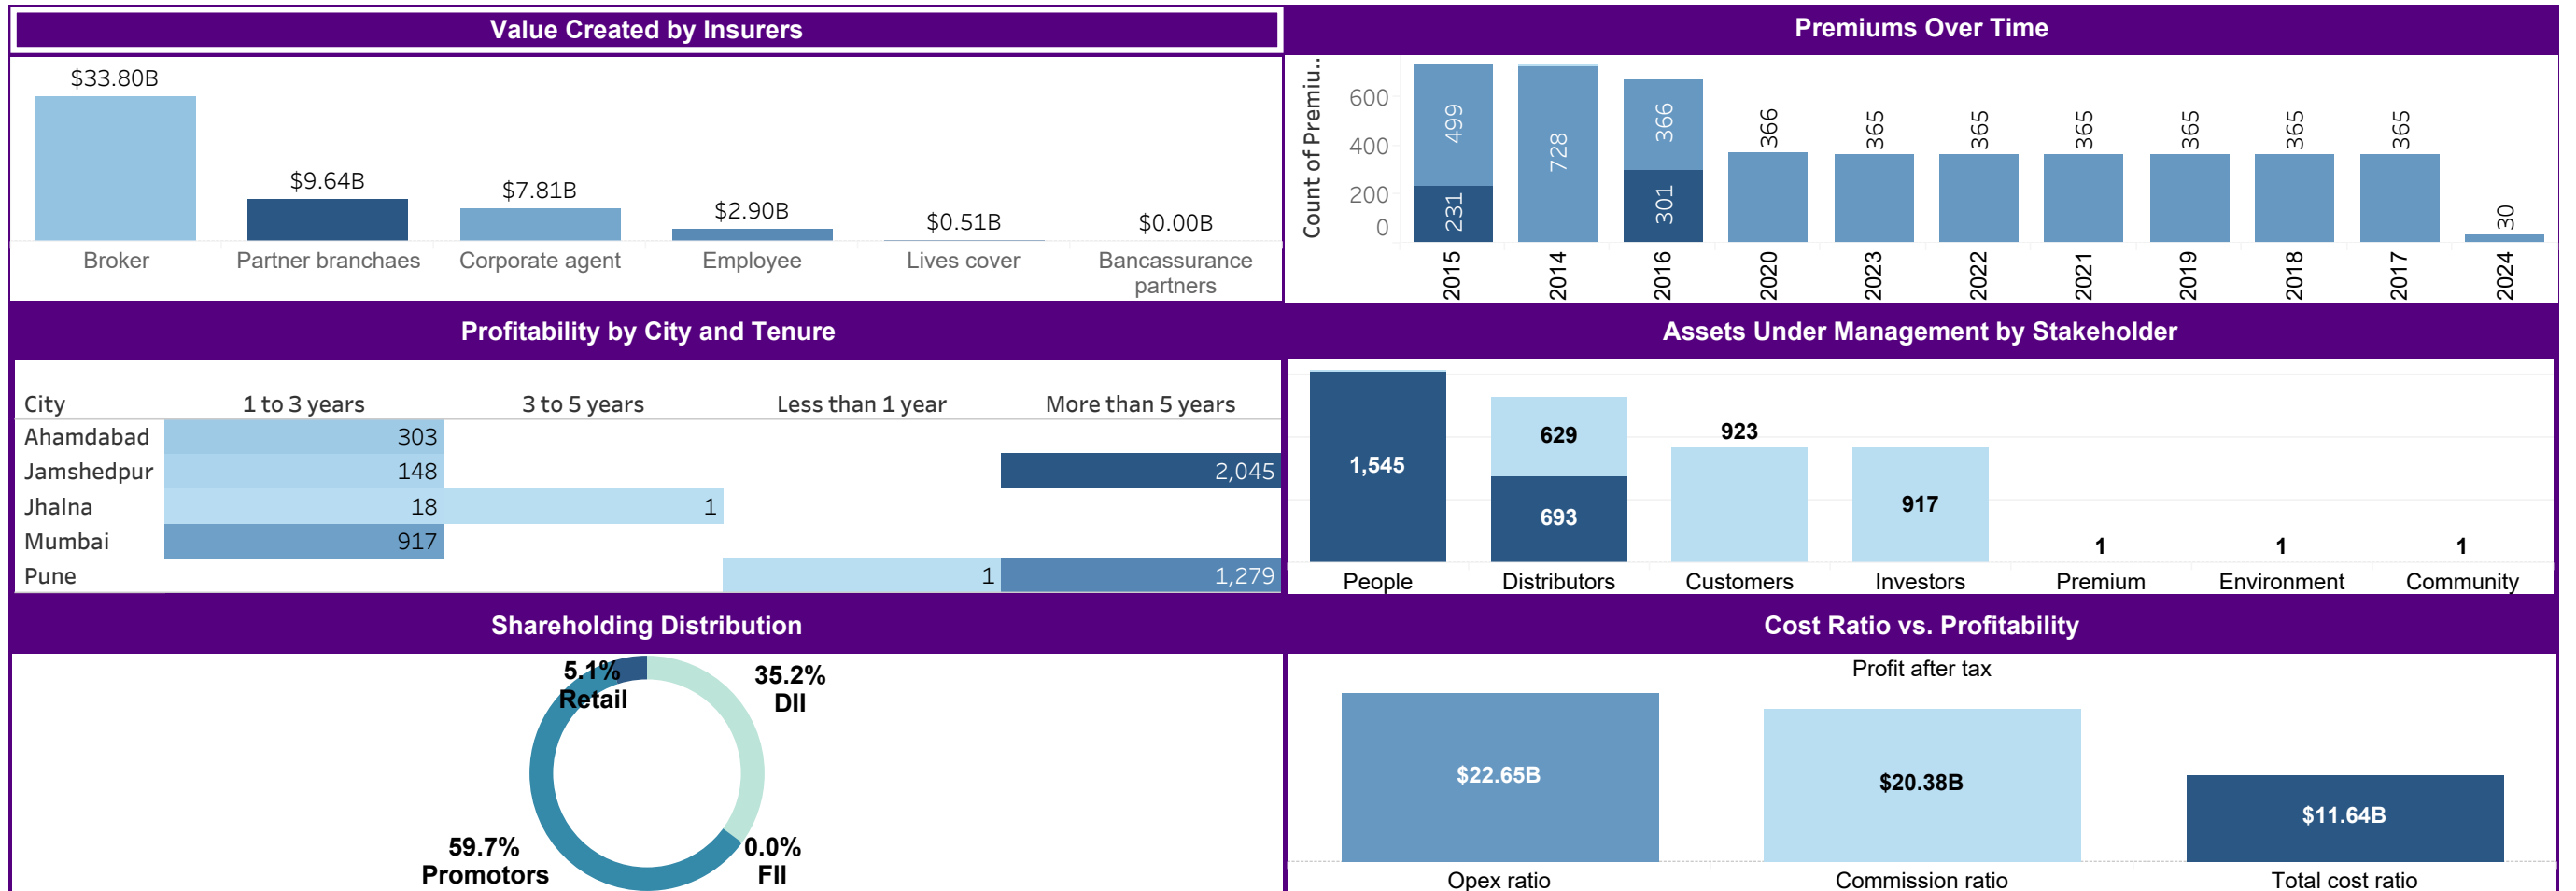 Value Created by Insurers
$33.80B
$9.64B
$7.81B
$2.90B
$0.51B
$0.00B
Broker
Partner branchaes
Corporate agent
Employee
Lives cover
Bancassurance
partners
Premiums Over Time
Count of Premiu..
600
400
200
0
499
231
728
366
301
366
365
365
365
365
365
365
30
2015
2014
2016
2020
2023
2022
2021
2019
2018
2017
2024
Profitability by City and Tenure
City 1 to 3 years 3 to 5 years Less than 1 year More than 5 years
Ahamdabad 303
Jamshedpur 148 2,045
Jhalna 18 1
Mumbai 917
Pune 1 1,279
Assets Under Management by Stakeholder
1,545
629
693
923
917
1
1
1
People
Distributors
Customers
Investors
Premium
Environment
Community
Shareholding Distribution
5.1%
Retail
35.2%
DII
59.7%
Promotors
0.0%
FII
Cost Ratio vs. Profitability
Profit after tax
$22.65B
$20.38B
$11.64B
Opex ratio
Commission ratio
Total cost ratio